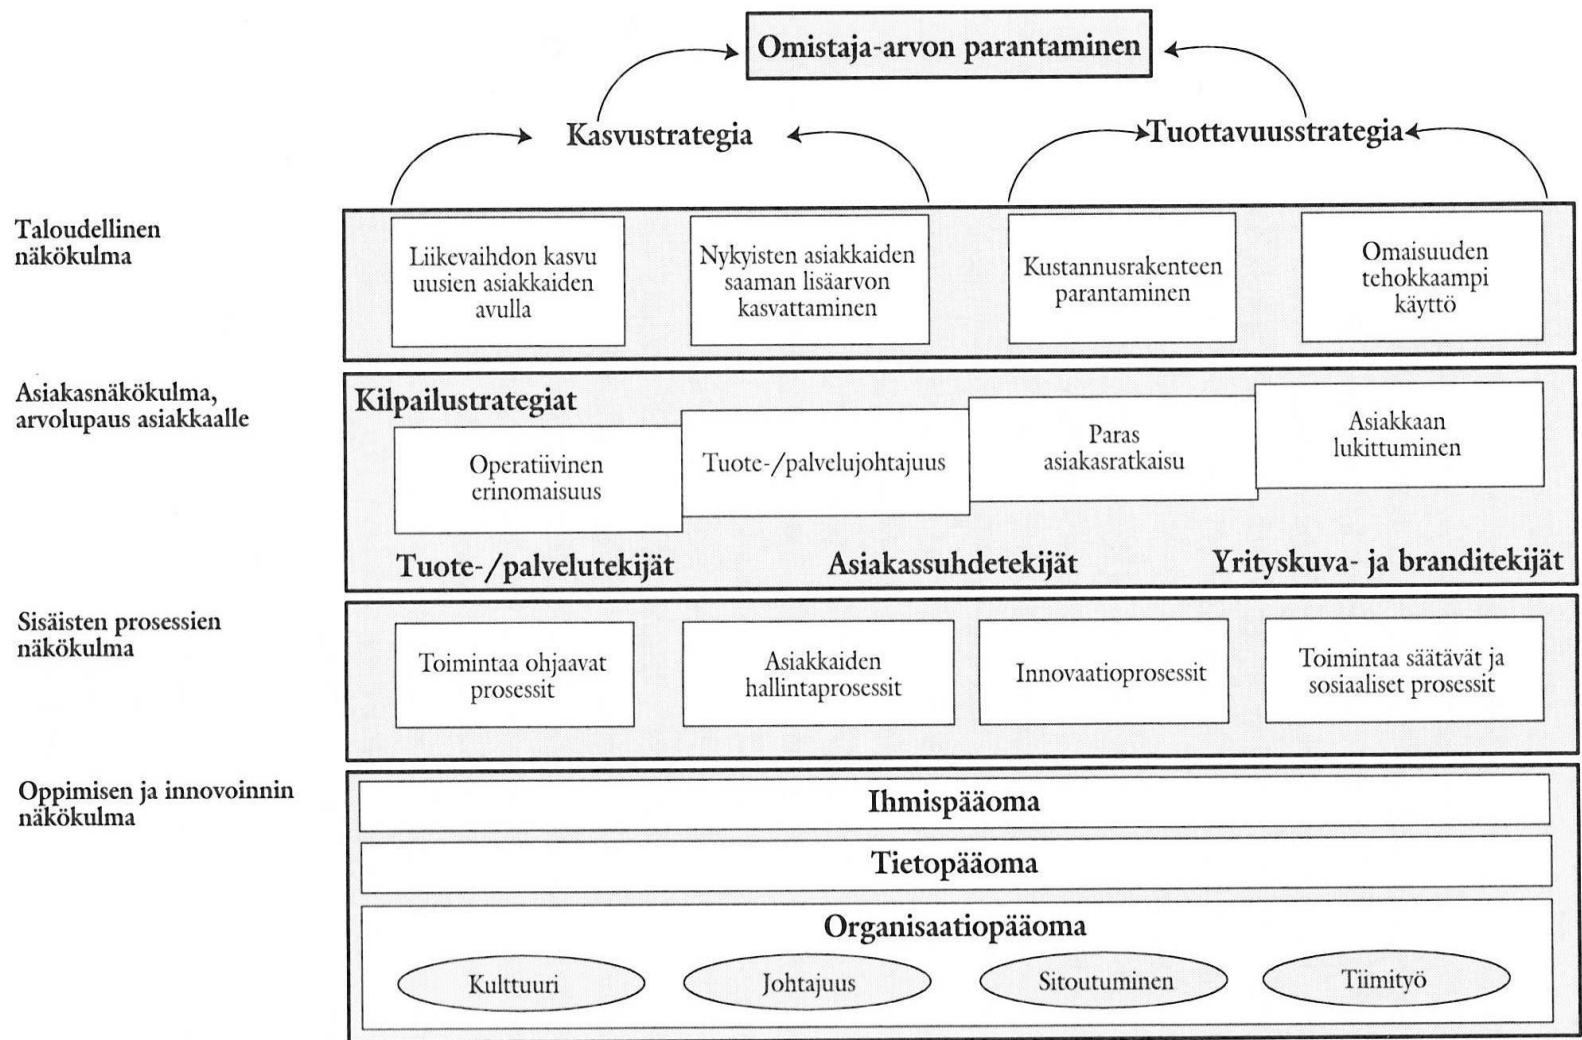 Omistaja-arvon parantaminen
Kasvustrategia
Tuottavuusstrategia
Taloudellinen
näkökulma
Liikevaihdon kasvu
uusien asiakkaiden
avulla
Nykyisten asiakkaiden
saaman lisäarvon
kasvattaminen
Kustannusrakenteen
parantaminen
Omaisuuden
tehokkaampi
käyttö
Asiakasnäkökulma,
arvolupaus asiakkaalle
Kilpailustrategiat
Operatiivinen
erinomaisuus
Tuote-/palvelujohtajuus
Paras
asiakasratkaisu
Asiakkaan
lukittuminen
Tuote-/palvelutekijät
Asiakassuhdetekijät
Yrityskuva- ja branditekijät
Sisäisten prosessien
näkökulma
Toimintaa ohjaavat
prosessit
Asiakkaiden
hallintaprosessit
Innovaatioprosessit
Toimintaa säätävät ja
sosiaaliset prosessit
Oppimisen ja innovoinnin
näkökulma
Ihmispääoma
Tietopääoma
Organisaatiopääoma
Kulttuuri
Johtajuus
Sitoutuminen
Tiimityö